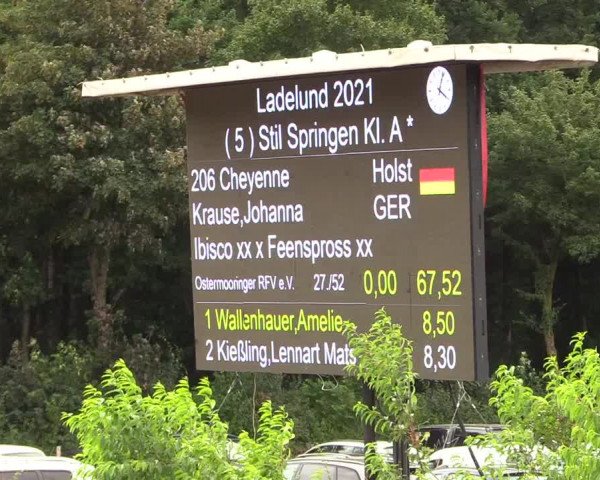 Ladelund 2021
( 5 ) Stil Springen Kl. A *
206 Cheyenne Holst
Krause,Johanna GER
Ibisco xx x Feenspross xx
Ostermooringer RFV e.V. 27./52 0,00 67,52
1 Wallenhauer,Amelie 8,50
2 Kießling,Lennart Mats 8,30